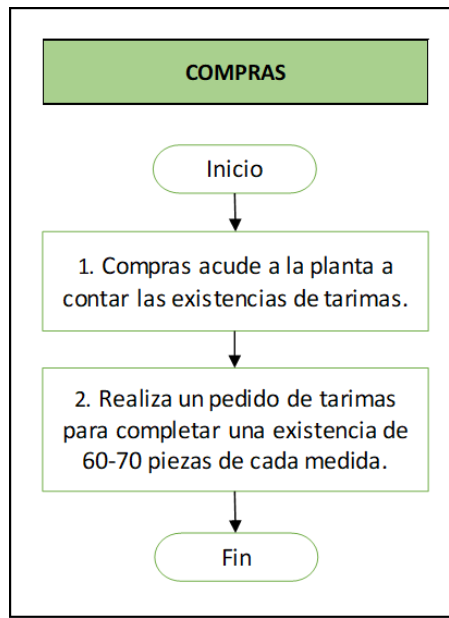 COMPRAS
Inicio
1. Compras acude a la planta a
contar las existencias de tarimas.
2. Realiza un pedido de tarimas
para completar una existencia de
60-70 piezas de cada medida.
Fin